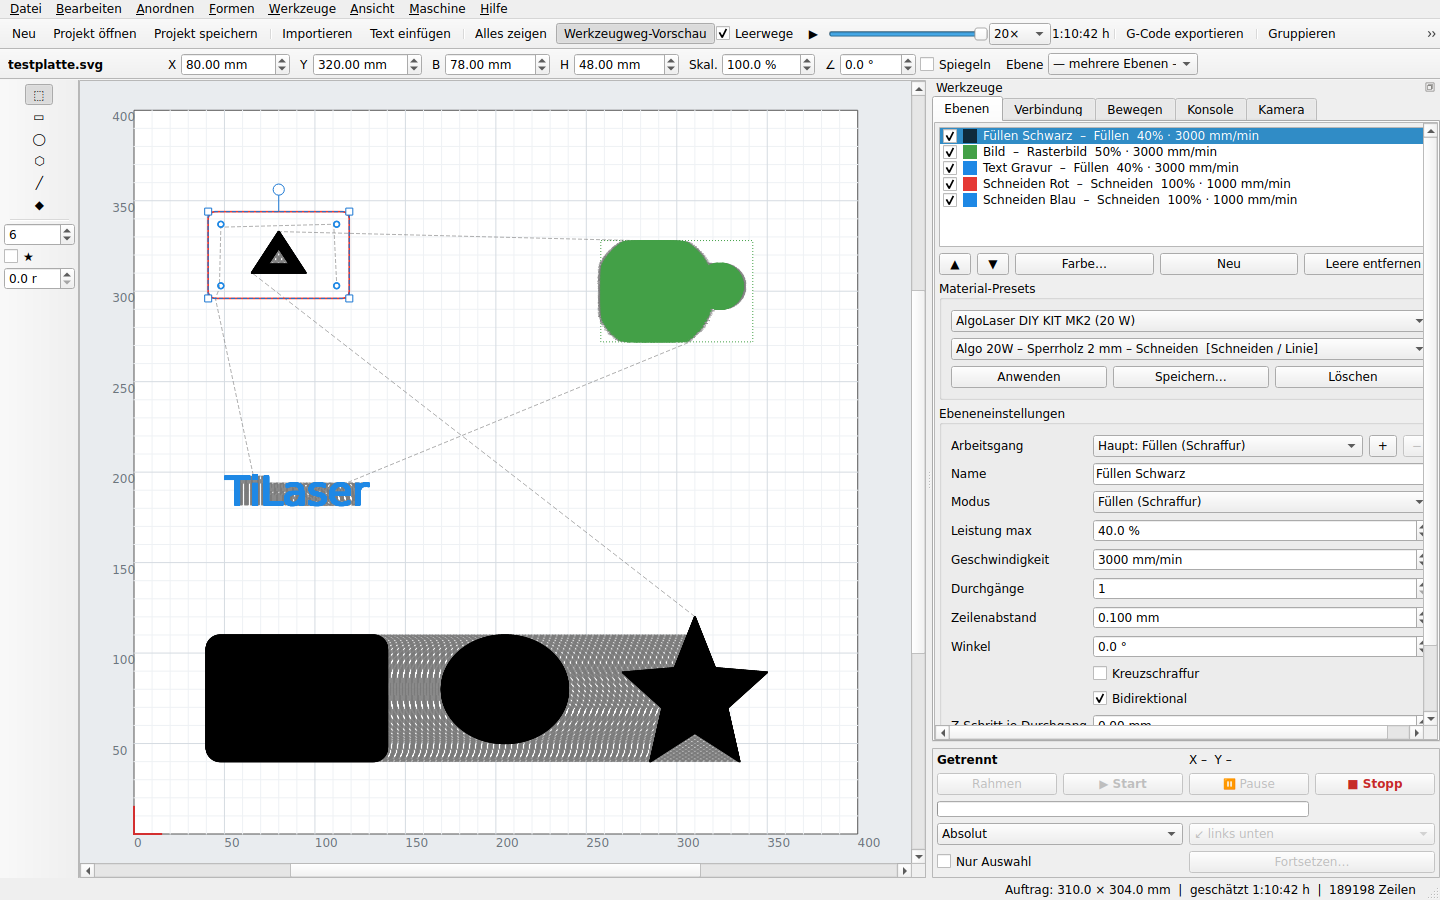 Datei Bearbeiten Anordnen Formen Werkzeuge Ansicht Maschine Hilfe
Neu Projekt öffnen Projekt speichern Importieren Text einfügen Alles zeigen Werkzeugweg-Vorschau Leerwege ▶ 20× 1:10:42 h G-Code exportieren Gruppieren ››
testplatte.svg X 80.00 mm Y 320.00 mm B 78.00 mm H 48.00 mm Skal. 100.0 % ∠ 0.0 ° Spiegeln Ebene — mehrere Ebenen -
6
★
0.0 r
400
350
300
250
200
150
100
50
0 50 100 150 200 250 300 350 400
TiLaser
Werkzeuge
Ebenen Verbindung Bewegen Konsole Kamera
Füllen Schwarz – Füllen 40% · 3000 mm/min
Bild – Rasterbild 50% · 3000 mm/min
Text Gravur – Füllen 40% · 3000 mm/min
Schneiden Rot – Schneiden 100% · 1000 mm/min
Schneiden Blau – Schneiden 100% · 1000 mm/min
▲ ▼ Farbe... Neu Leere entfernen
Material-Presets
AlgoLaser DIY KIT MK2 (20 W)
Algo 20W – Sperrholz 2 mm – Schneiden [Schneiden / Linie]
Anwenden Speichern... Löschen
Ebeneneinstellungen
Arbeitsgang Haupt: Füllen (Schraffur) + −
Name Füllen Schwarz
Modus Füllen (Schraffur)
Leistung max 40.0 %
Geschwindigkeit 3000 mm/min
Durchgänge 1
Zeilenabstand 0.100 mm
Winkel 0.0 °
Kreuzschraffur
Bidirektional
Z-Schritt je Durchgang 0.00 mm
Getrennt X – Y –
Rahmen ▶ Start Pause ■ Stopp
Absolut ↙ links unten
Nur Auswahl Fortsetzen...
Auftrag: 310.0 × 304.0 mm | geschätzt 1:10:42 h | 189198 Zeilen